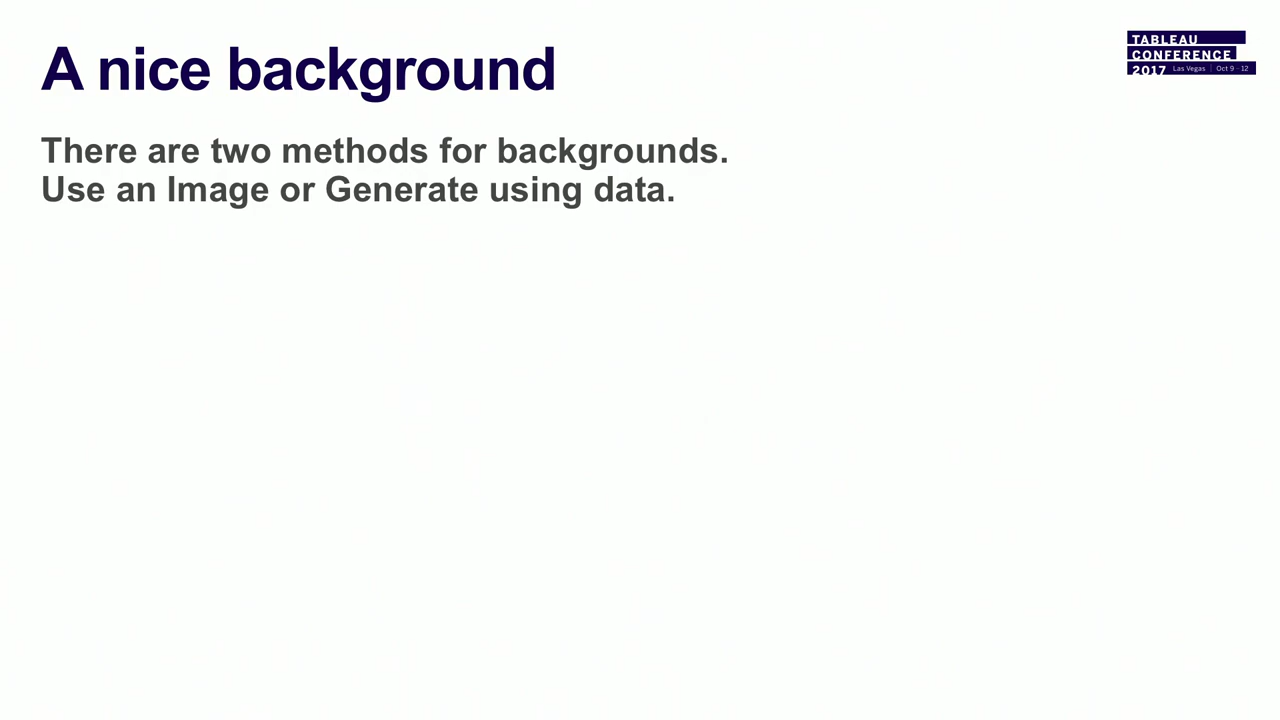 A nice background
TABLEAU
CONFERENCE
2017 Las Vegas | Oct 9 - 12
There are two methods for backgrounds.
Use an Image or Generate using data.